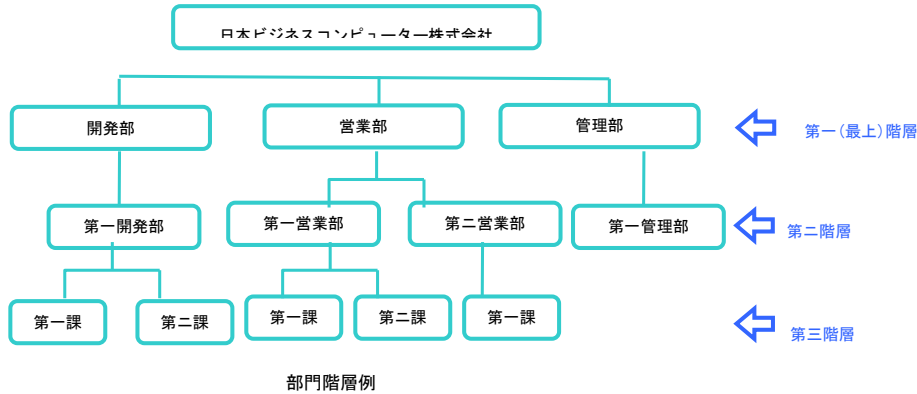 日本ビジネスコンピューター株式会社
開発部
営業部
管理部
第一(最上)階層
第一開発部
第一営業部
第二営業部
第一管理部
第二階層
第一課
第二課
第一課
第二課
第一課
第三階層
部門階層例